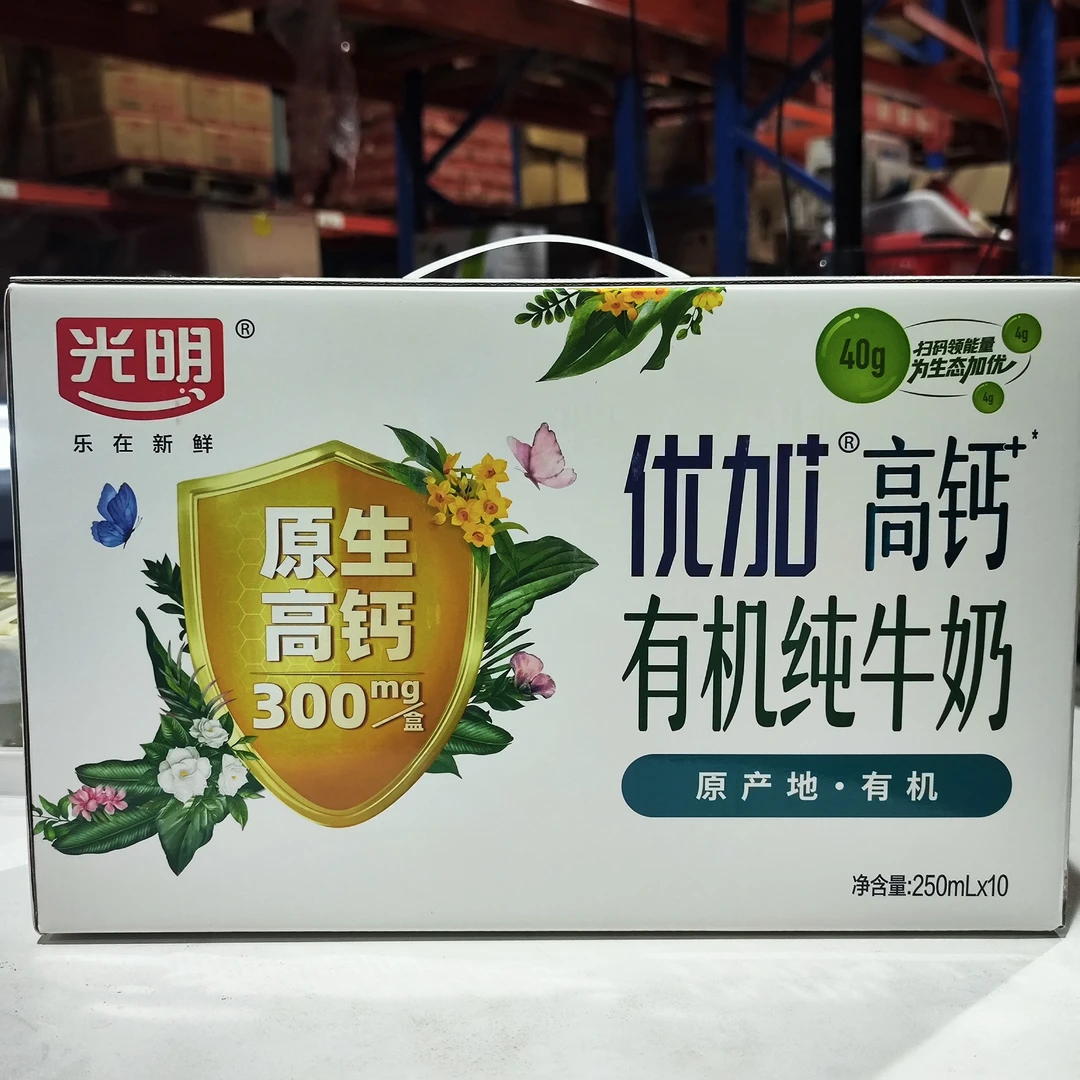 光明®
乐在新鲜
40g
扫码领能量
为生态加优
4g
4g
优加®高钙+*
有机纯牛奶
原生
高钙
300mg/盒
原产地·有机
净含量:250mLx10